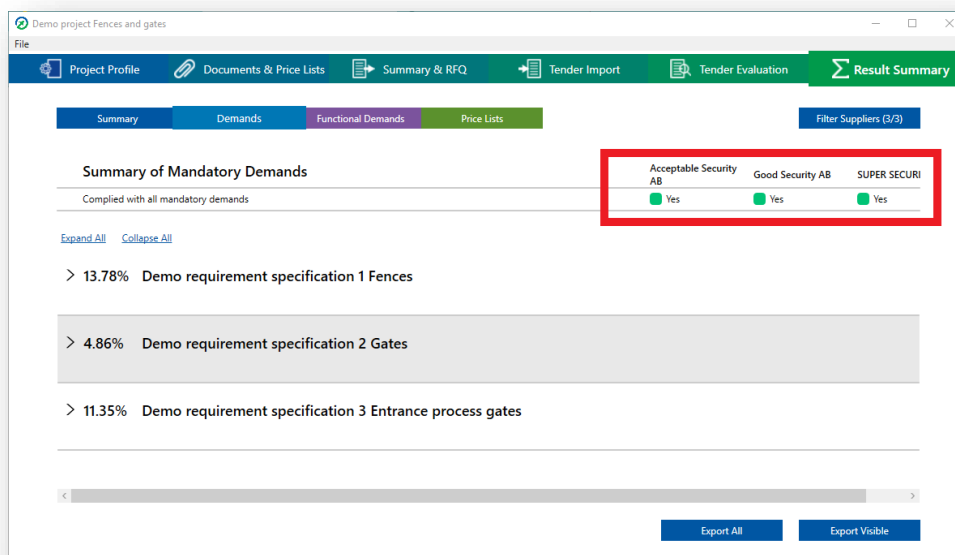 Demo project Fences and gates
File
Project Profile Documents & Price Lists Summary & RFQ Tender Import Tender Evaluation Result Summary
Summary Demands Functional Demands Price Lists Filter Suppliers (3/3)
Summary of Mandatory Demands
Acceptable Security
AB
Good Security AB
SUPER SECURI
Complied with all mandatory demands Yes Yes Yes
Expand All Collapse All
13.78% Demo requirement specification 1 Fences
4.86% Demo requirement specification 2 Gates
11.35% Demo requirement specification 3 Entrance process gates
Export All Export Visible